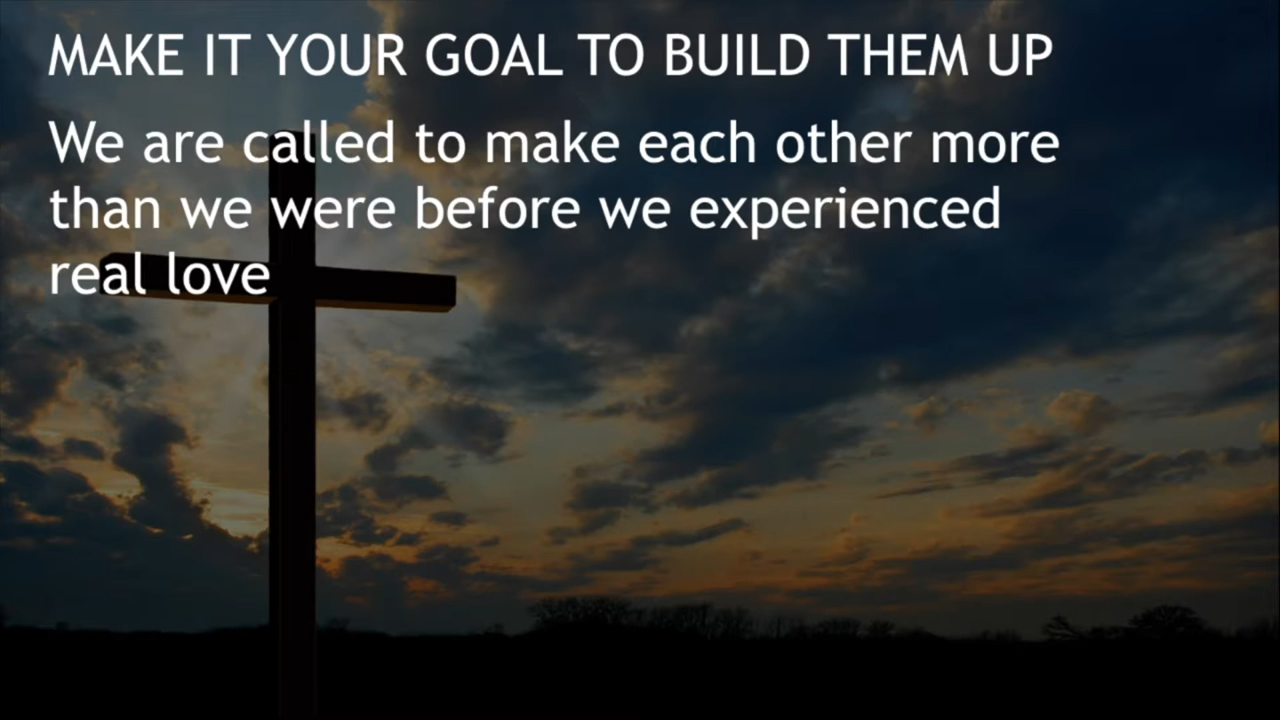 MAKE IT YOUR GOAL TO BUILD THEM UP
We are called to make each other more
than we were before we experienced
real love